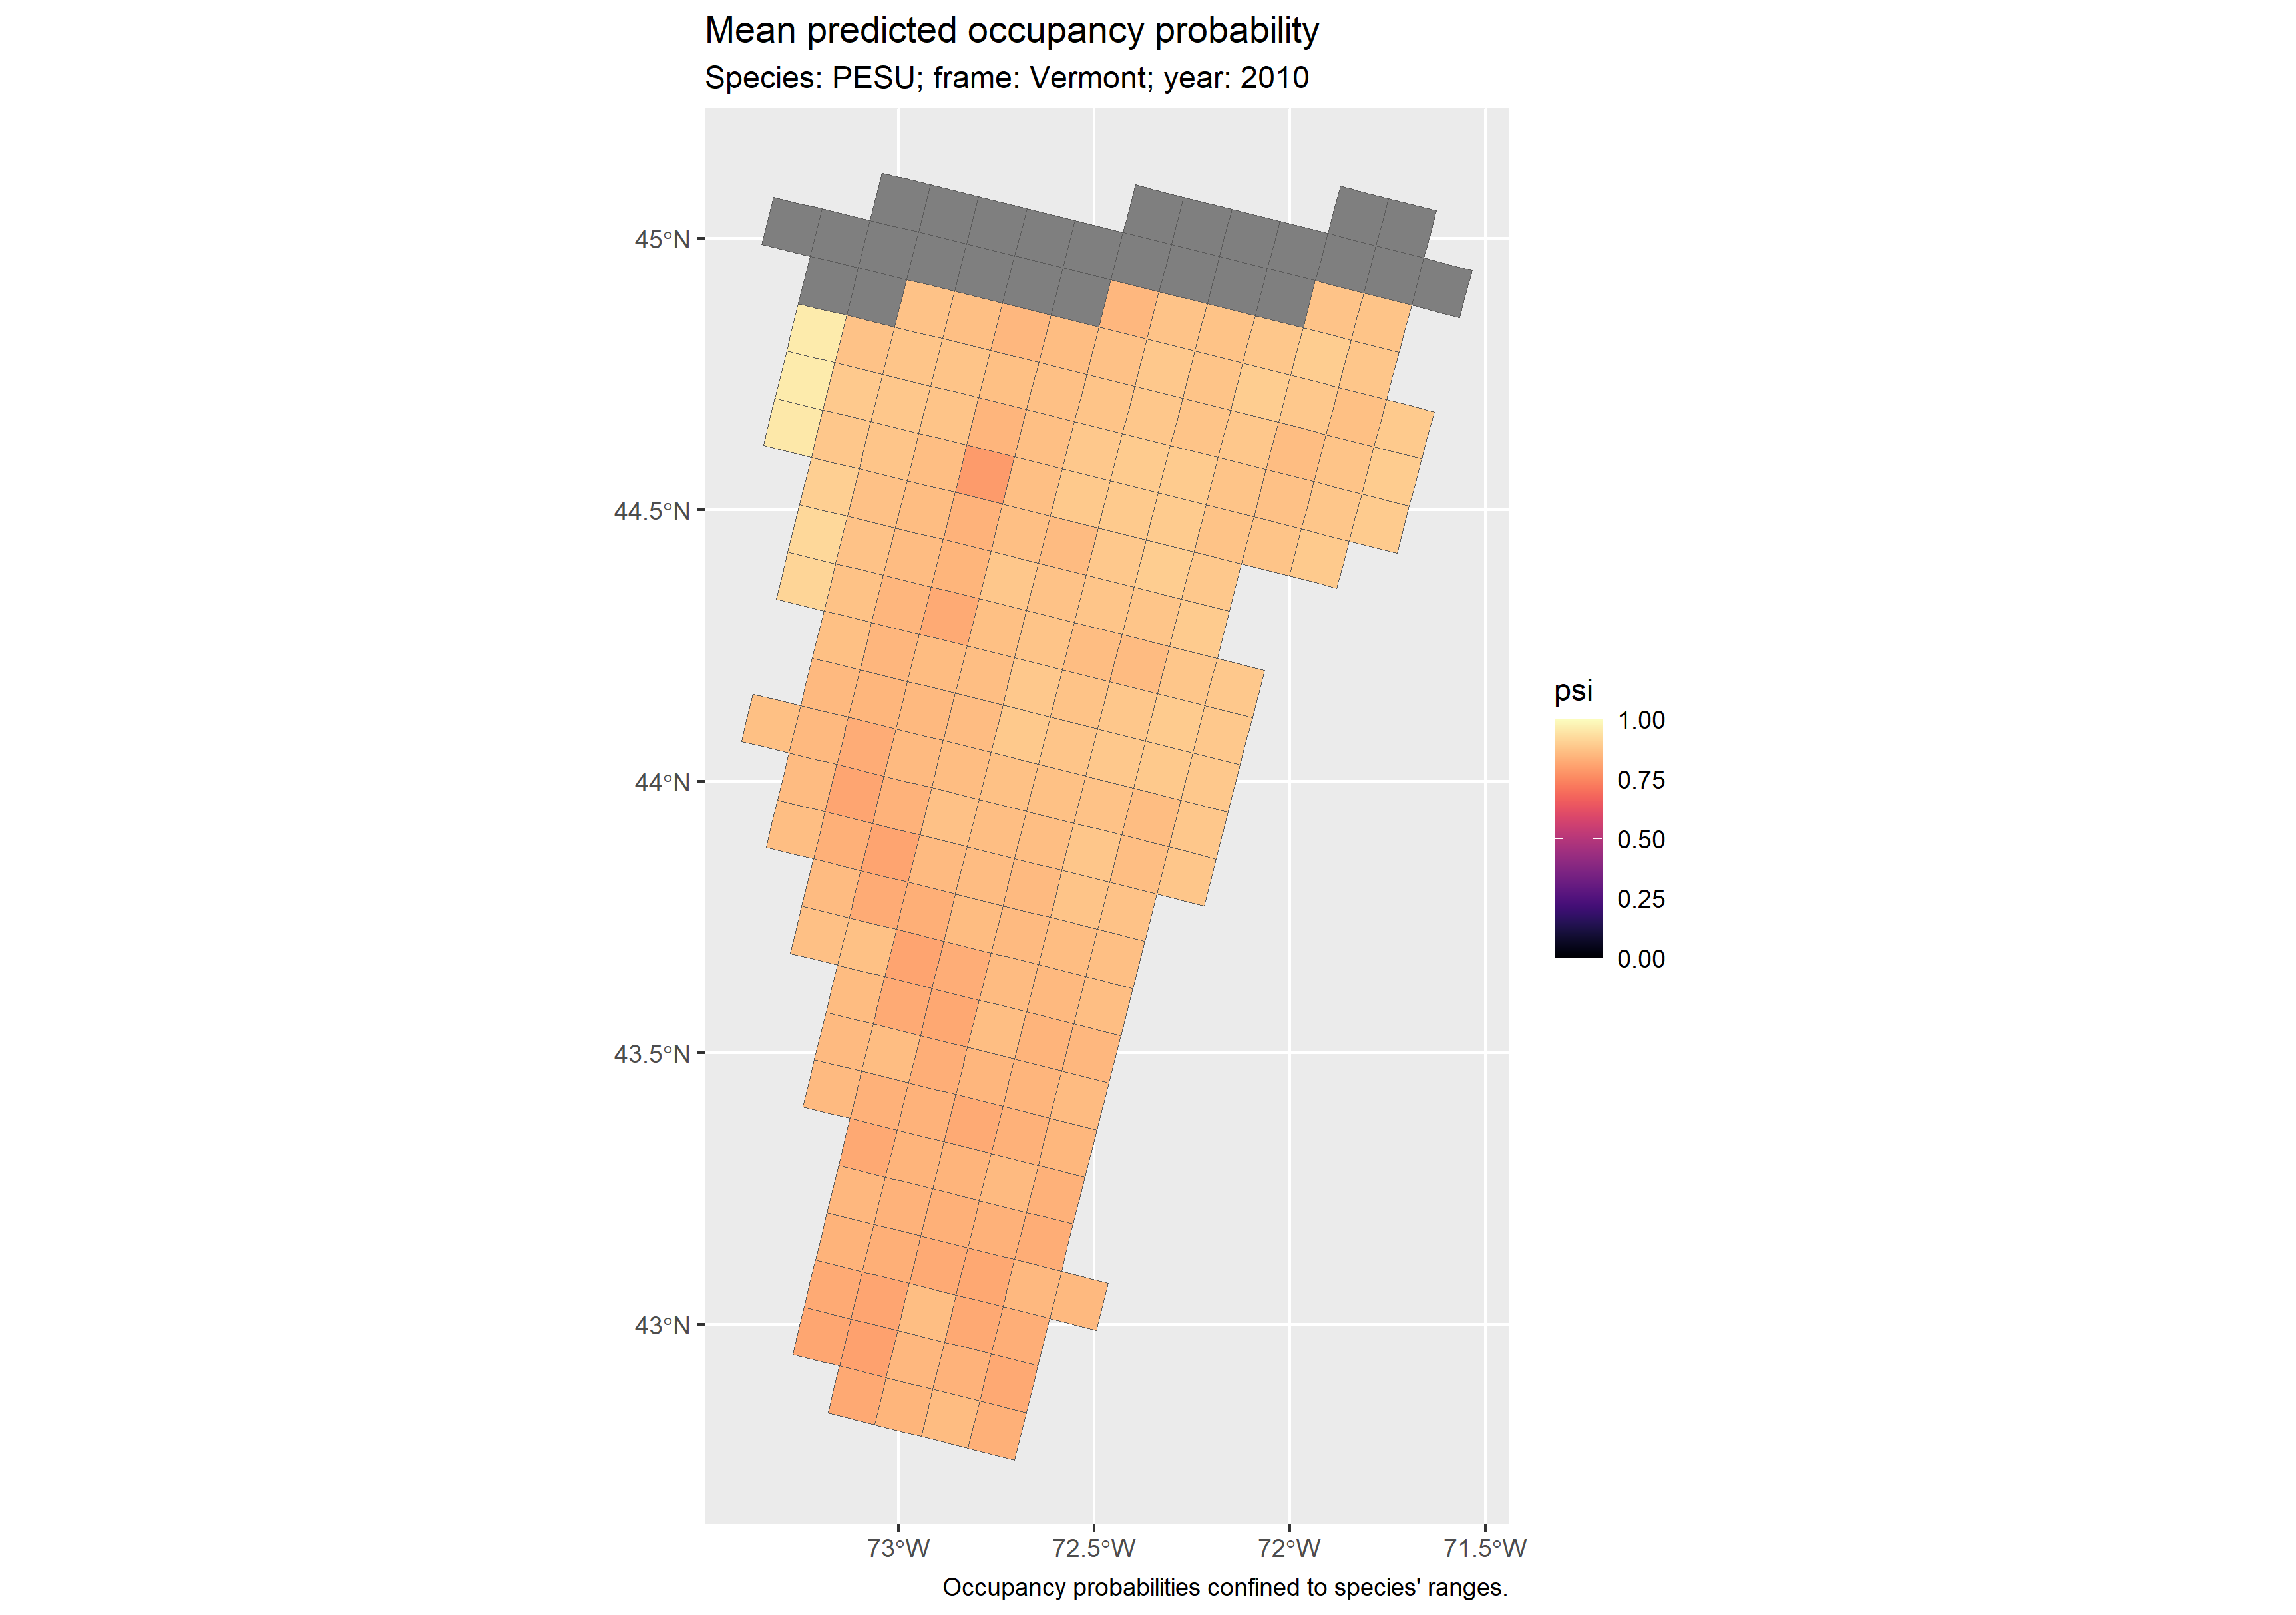 Mean predicted occupancy probability
Species: PESU; frame: Vermont; year: 2010
45°N
44.5°N
44°N
43.5°N
43°N
73°W
72.5°W
72°W
71.5°W
psi
1.00
0.75
0.50
0.25
0.00
Occupancy probabilities confined to species' ranges.